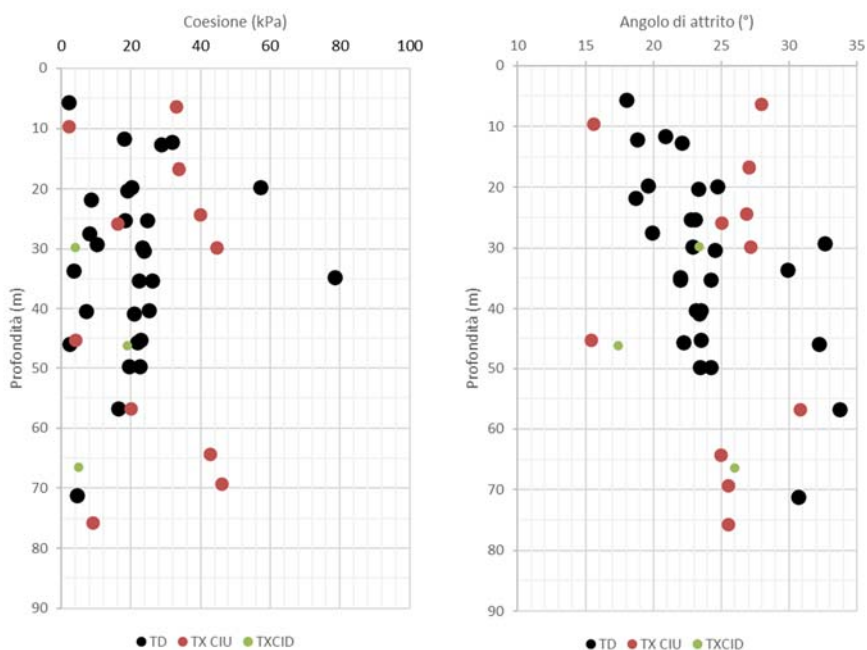 Coesione (kPa)
0 20 40 60 80 100
Profondità (m)
0
10
20
30
40
50
60
70
80
90
TD TX CIU TXCID
Angolo di attrito (°)
10 15 20 25 30 35
Profondità (m)
0
10
20
30
40
50
60
70
80
90
TD TX CIU TXCID